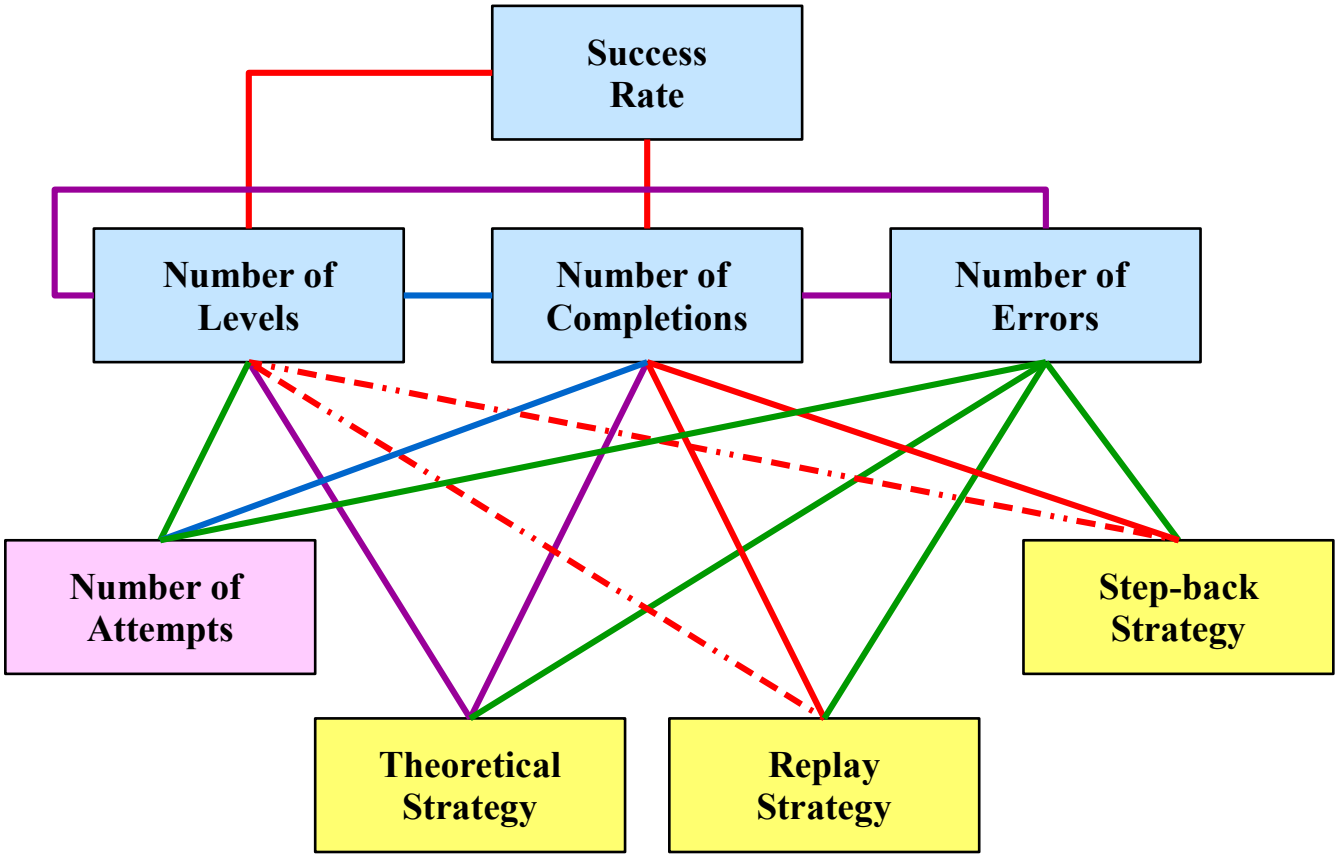 Success
Rate
Number of
Levels
Number of
Completions
Number of
Errors
Number of
Attempts
Step-back
Strategy
Theoretical
Strategy
Replay
Strategy